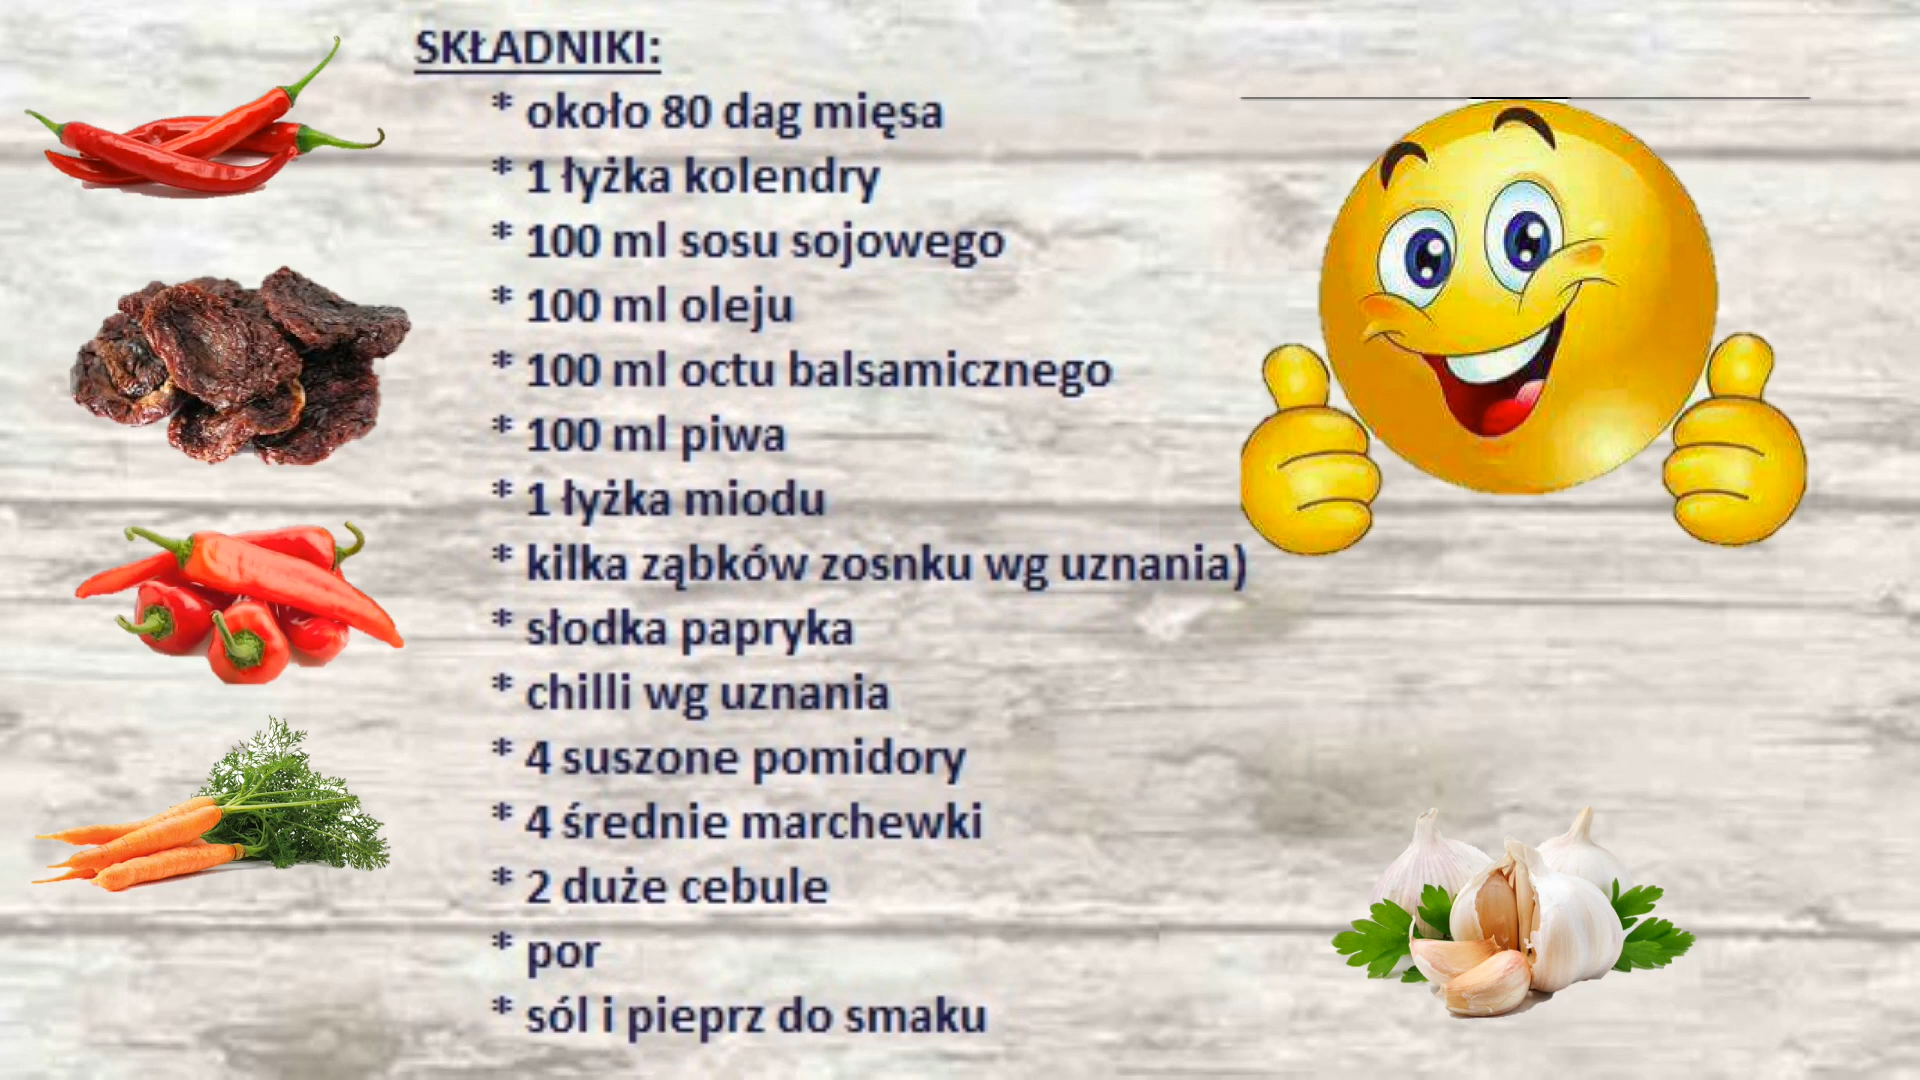 SKŁADNIKI:
* około 80 dag mięsa
* 1 łyżka kolendry
* 100 ml sosu sojowego
* 100 ml oleju
* 100 ml octu balsamicznego
* 100 ml piwa
* 1 łyżka miodu
* kilka ząbków zosnku wg uznania)
* słodka papryka
* chilli wg uznania
* 4 suszone pomidory
* 4 średnie marchewki
* 2 duże cebule
* por
* sól i pieprz do smaku